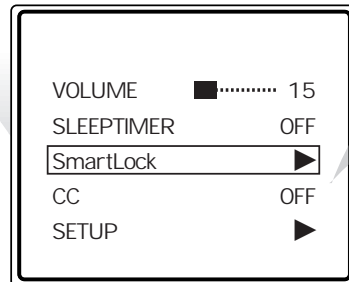 VOLUME 15
SLEEPTIMER OFF
SmartLock
CC OFF
SETUP